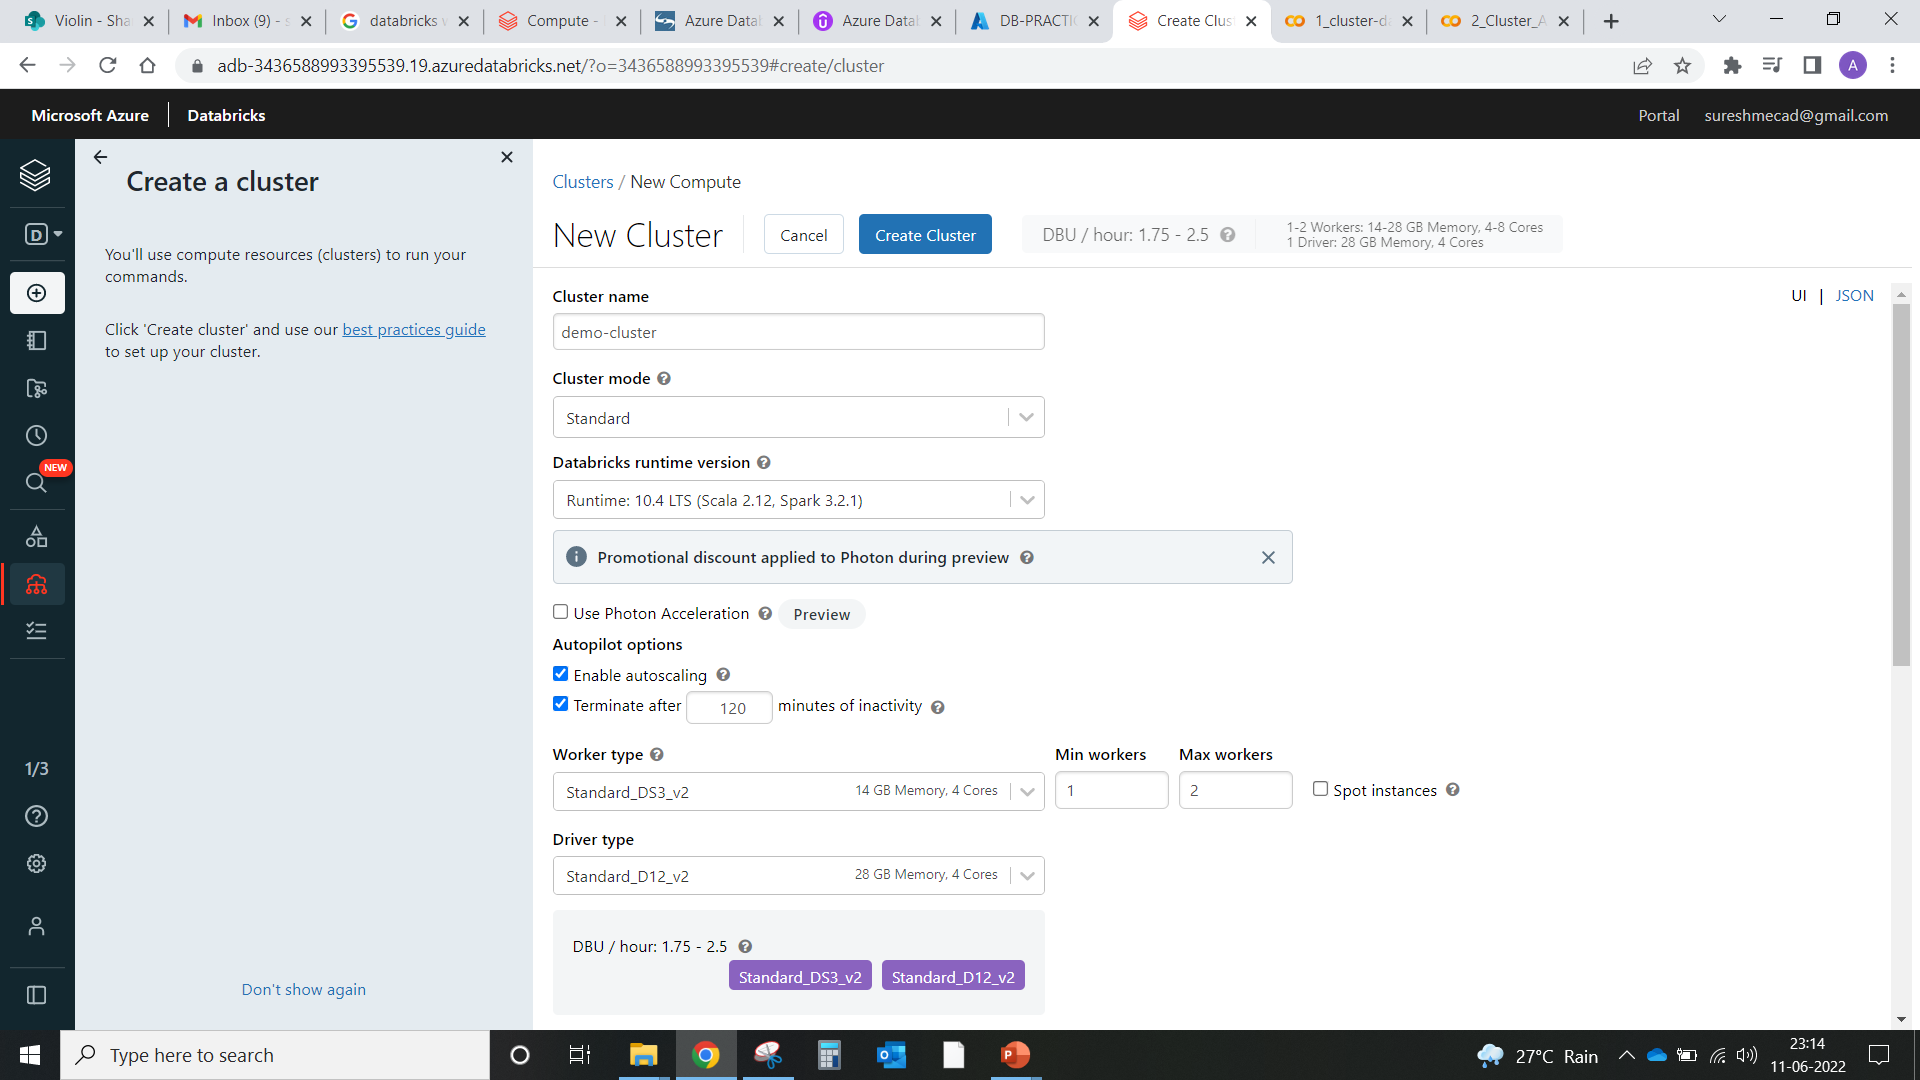 Violin - Sha
Inbox (9) - s
databricks w
Compute -
Azure Datab
Azure Datab
DB-PRACTIC
Create Clust
1_cluster-da
2_Cluster_A
adb-3436588993395539.19.azuredatabricks.net/?o=3436588993395539#create/cluster
A
Microsoft Azure
Databricks
Portal
sureshmecad@gmail.com
D
NEW
1/3
Create a cluster
You'll use compute resources (clusters) to run your
commands.
Click 'Create cluster' and use our best practices guide
to set up your cluster.
Don't show again
Clusters / New Compute
New Cluster
Cancel
Create Cluster
DBU / hour: 1.75 - 2.5
1-2 Workers: 14-28 GB Memory, 4-8 Cores
1 Driver: 28 GB Memory, 4 Cores
UI | JSON
Cluster name
demo-cluster
Cluster mode
Standard
Databricks runtime version
Runtime: 10.4 LTS (Scala 2.12, Spark 3.2.1)
Promotional discount applied to Photon during preview
Use Photon Acceleration Preview
Autopilot options
Enable autoscaling
Terminate after 120 minutes of inactivity
Worker type Min workers Max workers
Standard_DS3_v2 14 GB Memory, 4 Cores 1 2 Spot instances
Driver type
Standard_D12_v2 28 GB Memory, 4 Cores
DBU / hour: 1.75 - 2.5
Standard_DS3_v2 Standard_D12_v2
Type here to search
27°C Rain
23:14
11-06-2022